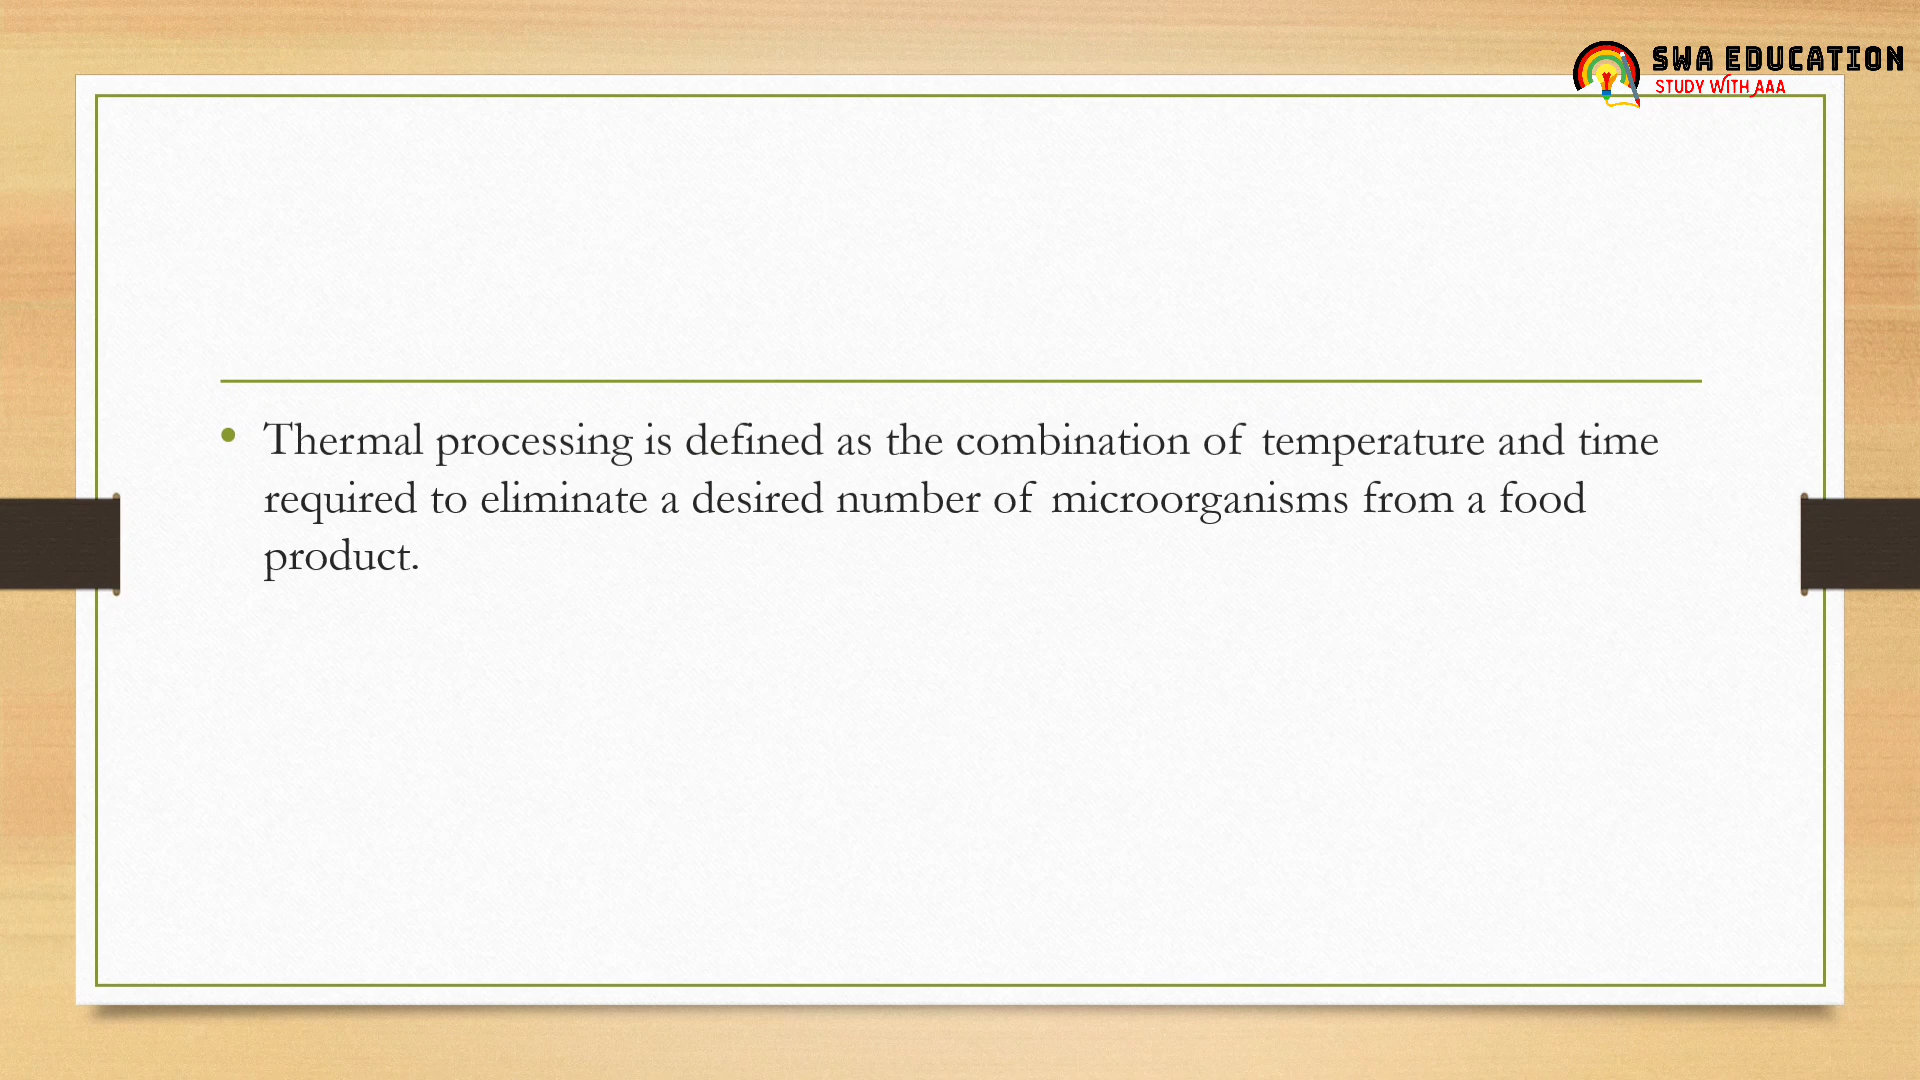 SWA EDUCATION
STUDY WITH AAA
• Thermal processing is defined as the combination of temperature and time
required to eliminate a desired number of microorganisms from a food
product.